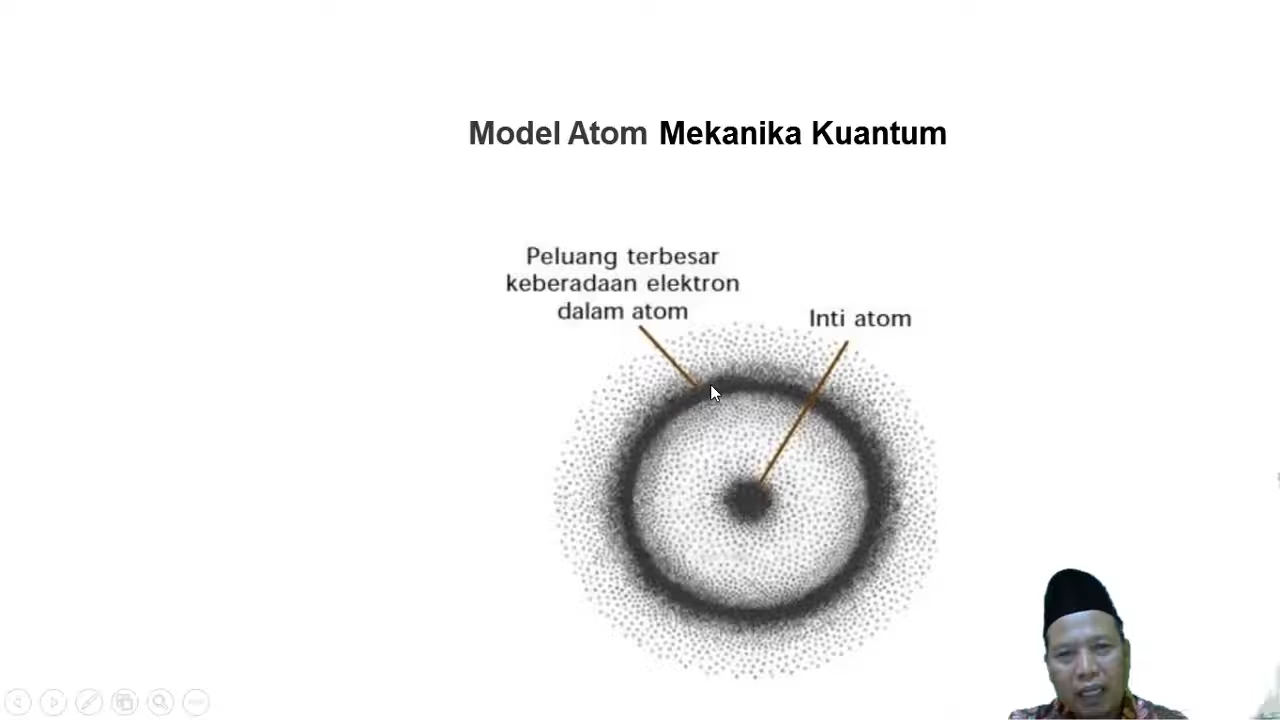 Model Atom Mekanika Kuantum
Peluang terbesar
keberadaan elektron
dalam atom
Inti atom